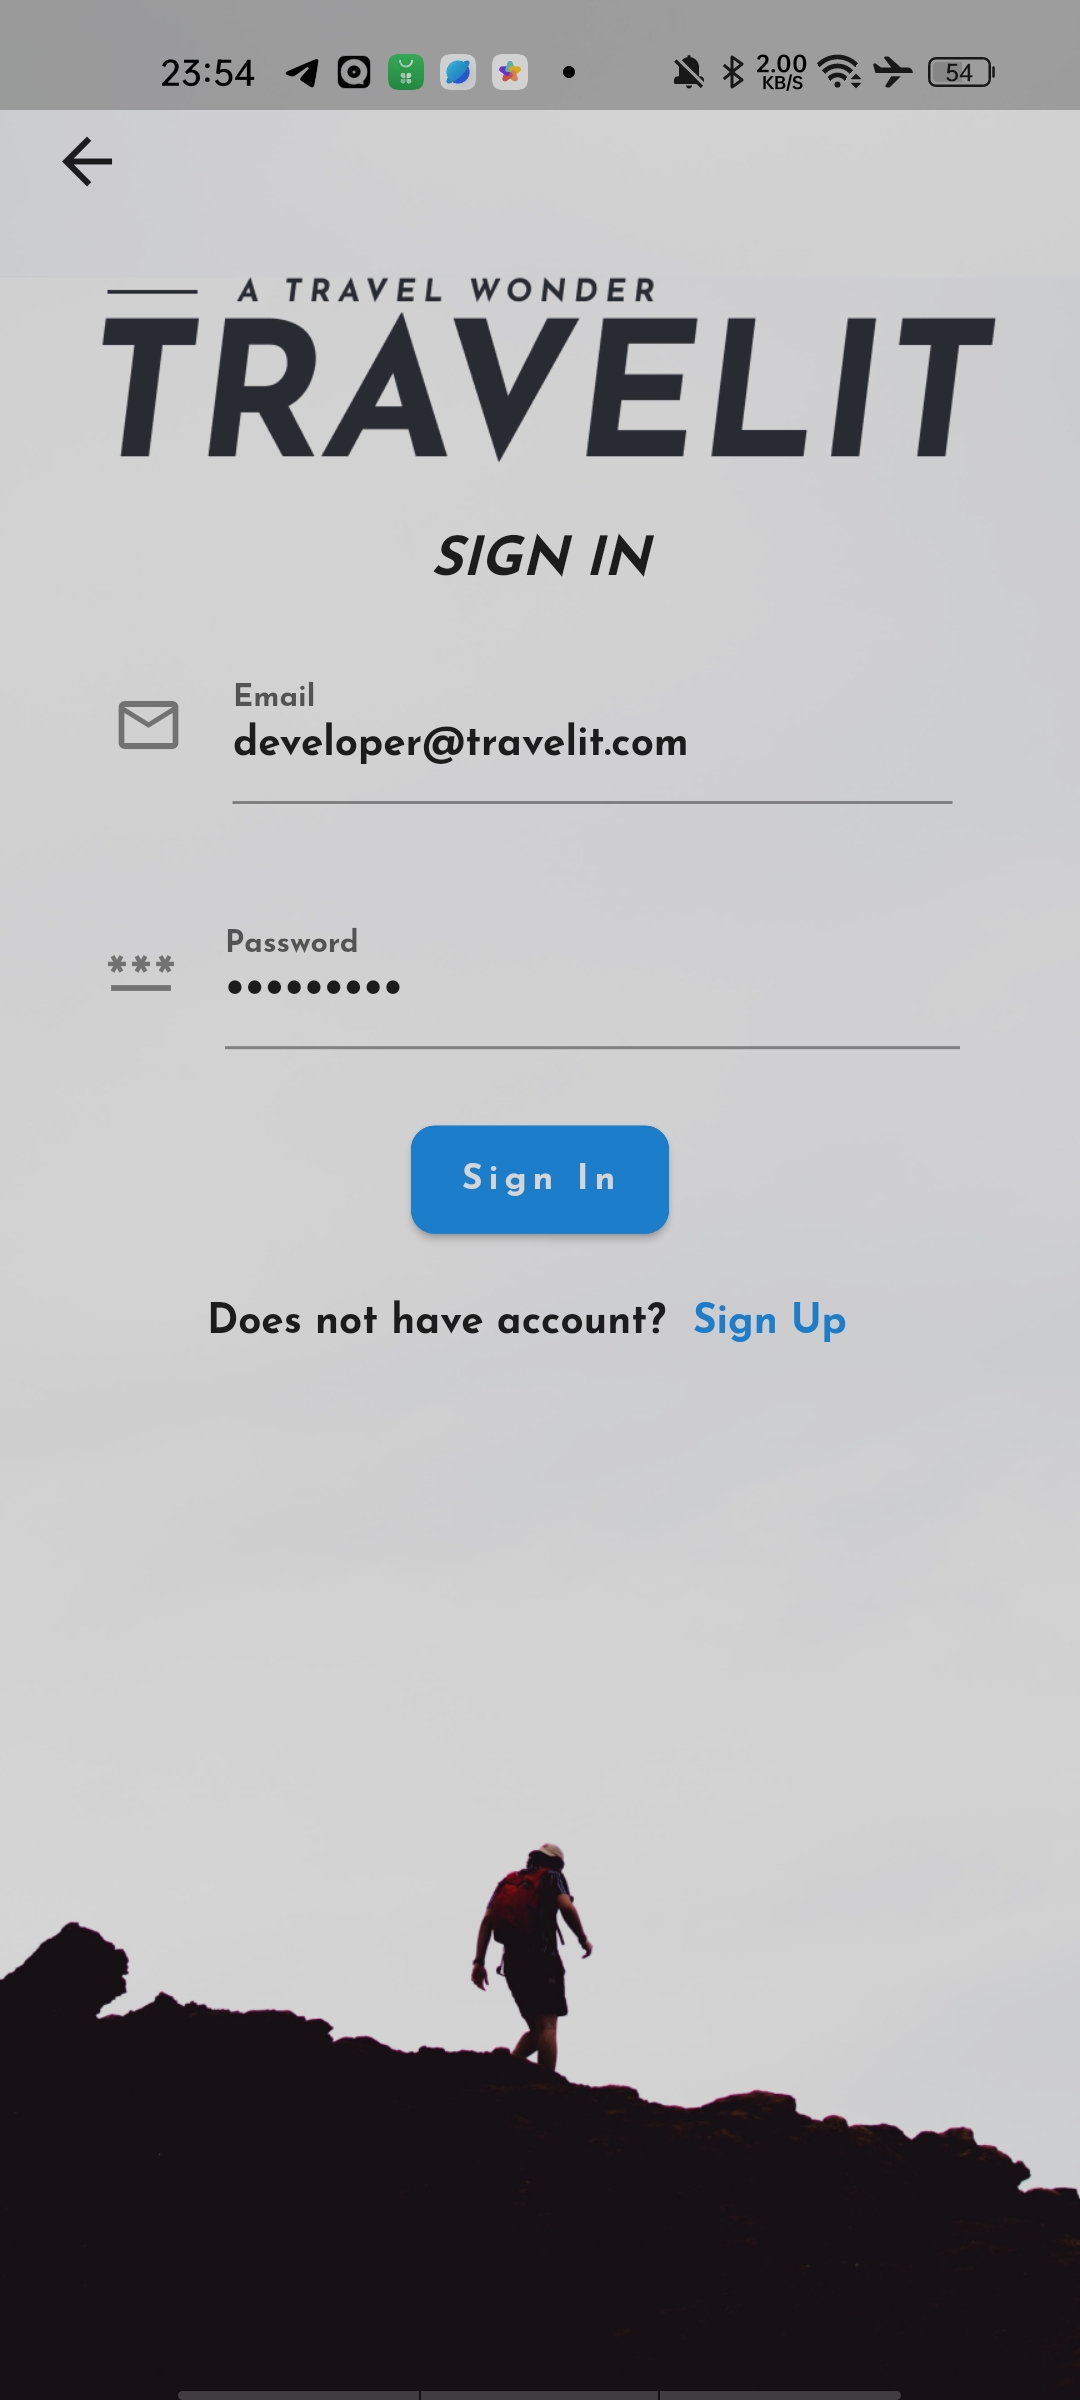 23:54 2.00 KB/S 54
A TRAVEL WONDER
TRAVELIT
SIGN IN
Email
developer@travelit.com
Password
•••••••••
Sign In
Does not have account? Sign Up